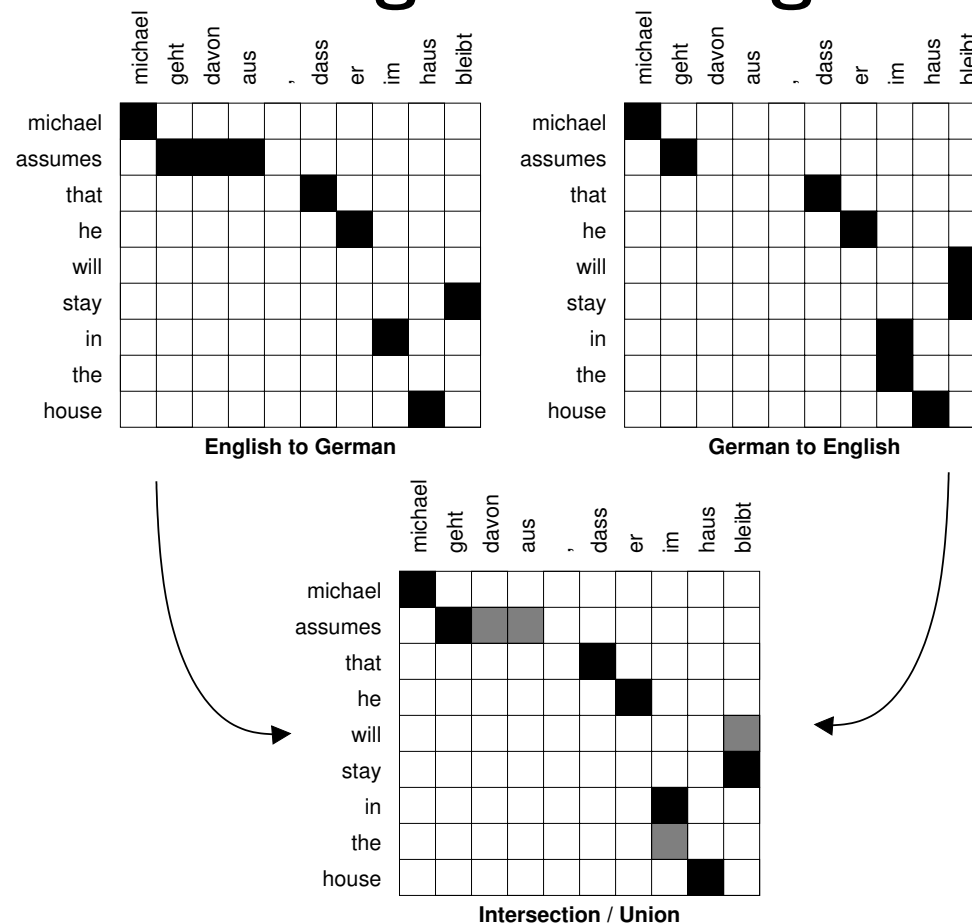 michael geht davon aus , dass er im haus bleibt
michael
assumes
that
he
will
stay
in
the
house
English to German
michael geht davon aus , dass er im haus bleibt
michael
assumes
that
he
will
stay
in
the
house
German to English
michael geht davon aus , dass er im haus bleibt
michael
assumes
that
he
will
stay
in
the
house
Intersection / Union